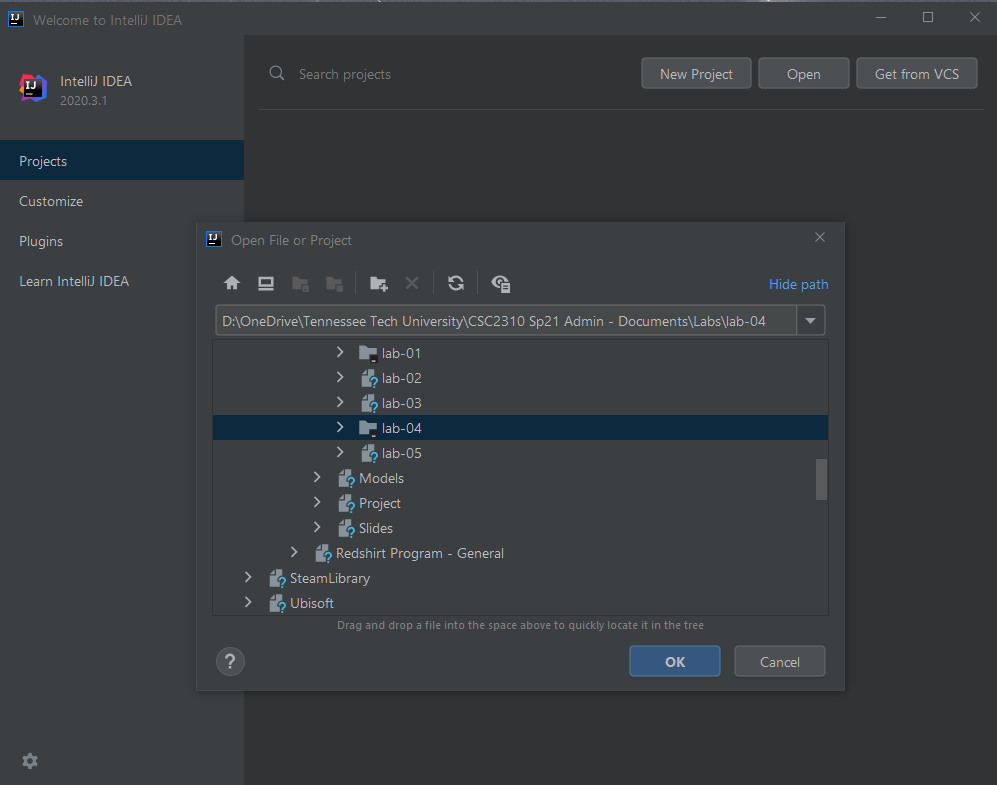 Welcome to IntelliJ IDEA
IntelliJ IDEA
2020.3.1
Search projects
New Project
Open
Get from VCS
Projects
Customize
Plugins
Learn IntelliJ IDEA
Open File or Project
Hide path
D:\OneDrive\Tennessee Tech University\CSC2310 Sp21 Admin - Documents\Labs\lab-04
lab-01
lab-02
lab-03
lab-04
lab-05
Models
Project
Slides
Redshirt Program - General
SteamLibrary
Ubisoft
Drag and drop a file into the space above to quickly locate it in the tree
?
OK
Cancel